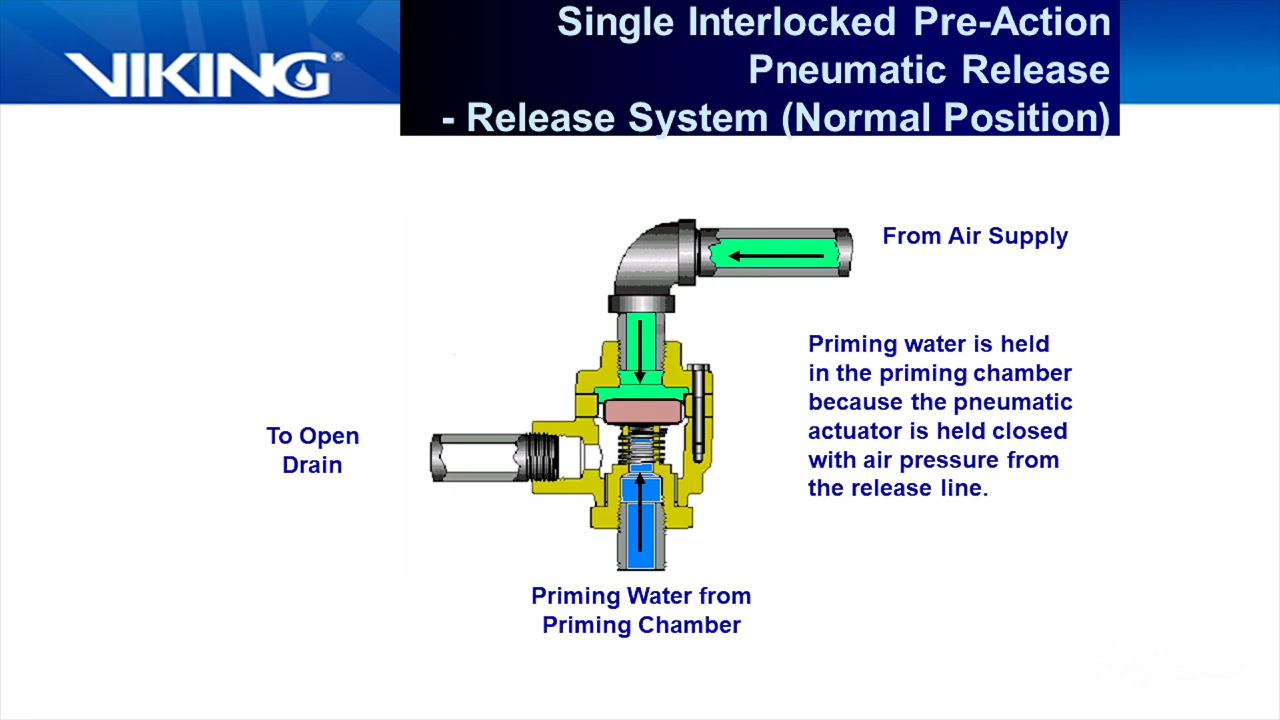 VIKING®
Single Interlocked Pre-Action
Pneumatic Release
- Release System (Normal Position)
From Air Supply
Priming water is held
in the priming chamber
because the pneumatic
actuator is held closed
with air pressure from
the release line.
To Open
Drain
Priming Water from
Priming Chamber